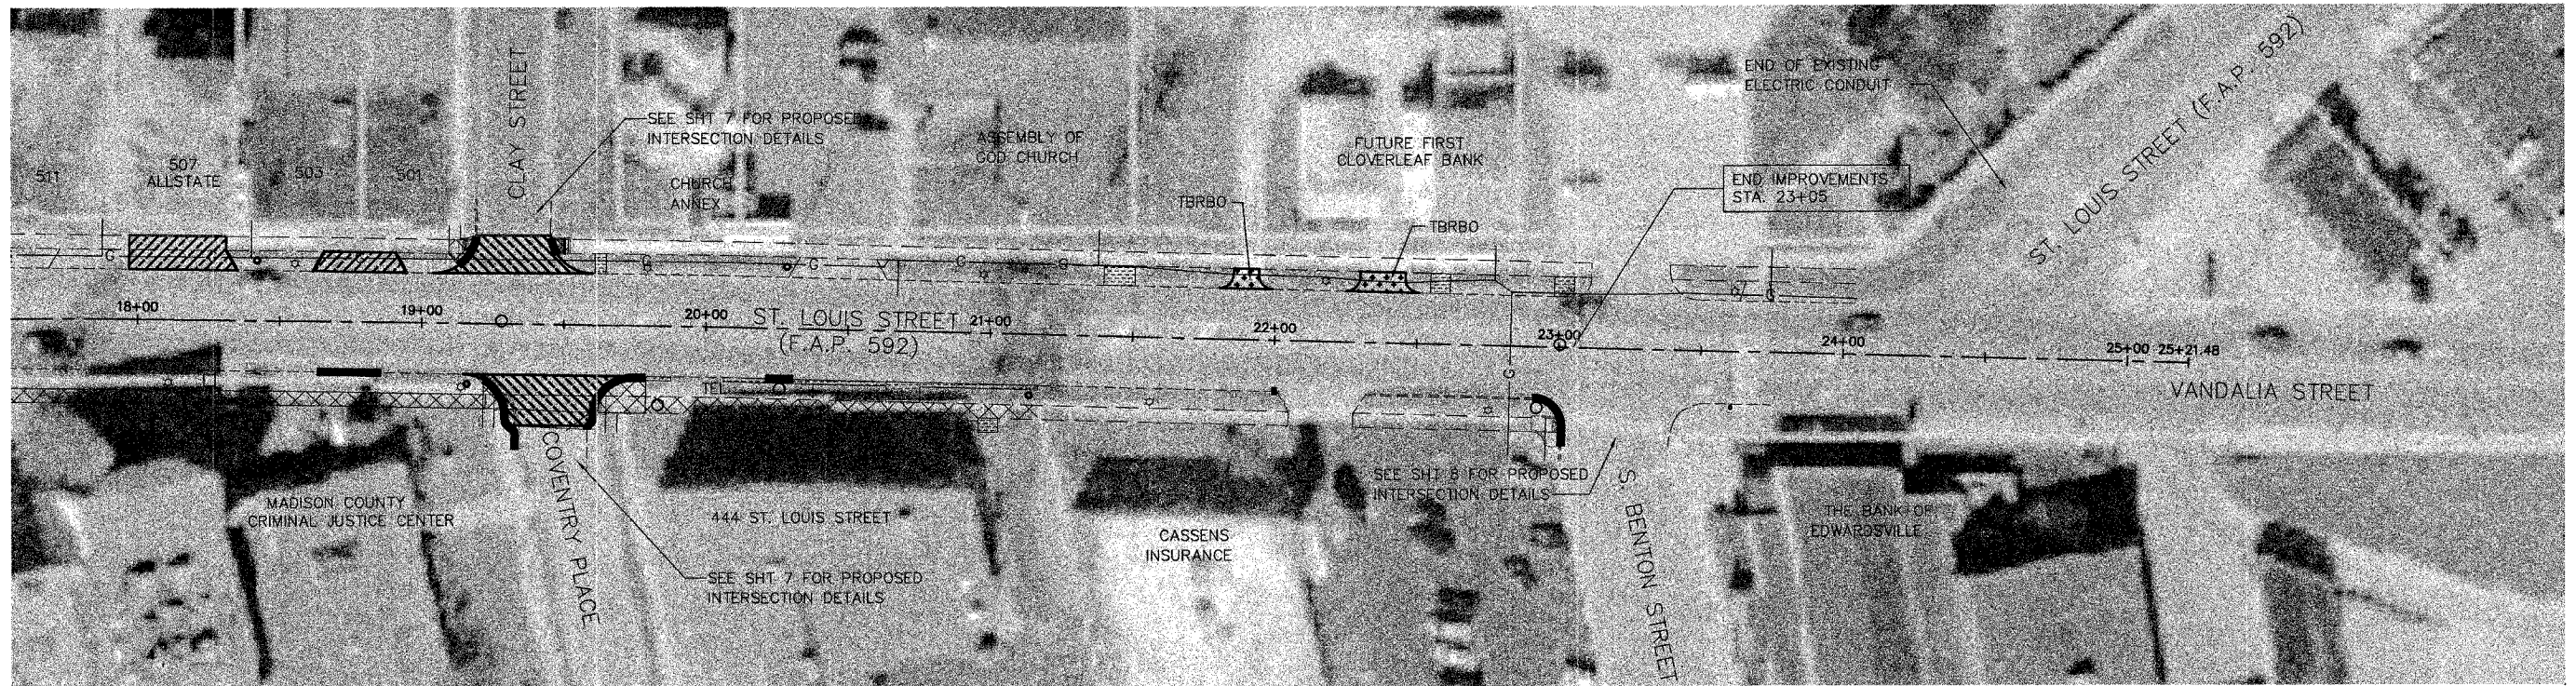 CLAY STREET
SEE SHT 7 FOR PROPOSED
INTERSECTION DETAILS
END OF EXISTING
ELECTRIC CONDUIT
ST. LOUIS STREET (F.A.P. 592)
511
507
ALLSTATE
503
501
CHURCH
ANNEX
ASSEMBLY OF
GOD CHURCH
FUTURE FIRST
CLOVERLEAF BANK
TBRBO
TBRBO
END IMPROVEMENTS
STA. 23+05
G
G
G
G
G
G
18+00
19+00
20+00
ST. LOUIS STREET
(F.A.P. 592)
21+00
22+00
23+00
24+00
25+00
25+21.48
G
TE
VANDALIA STREET
MADISON COUNTY
CRIMINAL JUSTICE CENTER
COVENTRY PLACE
444 ST. LOUIS STREET
SEE SHT 7 FOR PROPOSED
INTERSECTION DETAILS
CASSENS
INSURANCE
SEE SHT 8 FOR PROPOSED
INTERSECTION DETAILS
S. BENTON STREET
THE BANK OF
EDWARDSVILLE